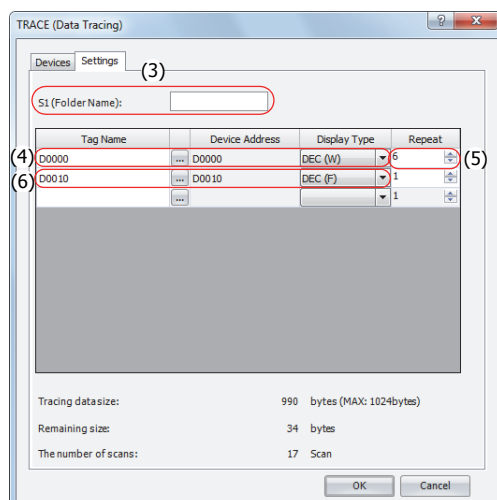 TRACE (Data Tracing)
? X
Devices Settings
(3)
S1 (Folder Name):
Tag Name Device Address Display Type Repeat
(4) D0000 ... D0000 DEC (W) 6 (5)
(6) D0010 ... D0010 DEC (F) 1
... 1
Tracing data size: 990 bytes (MAX: 1024bytes)
Remaining size: 34 bytes
The number of scans: 17 Scan
OK Cancel